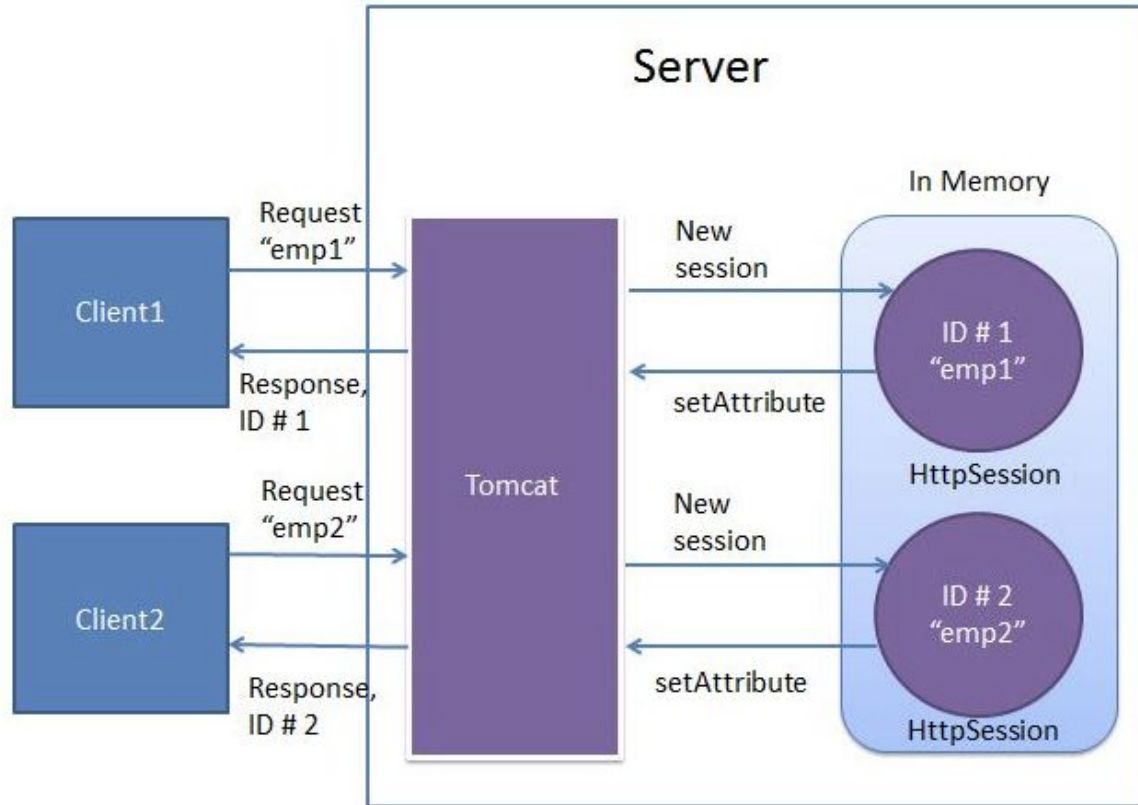 Server
In Memory
Request
“emp1”
New
session
Client1
ID # 1
“emp1”
Response,
ID # 1
setAttribute
HttpSession
Tomcat
Request
“emp2”
New
session
Client2
ID # 2
“emp2”
Response,
ID # 2
setAttribute
HttpSession